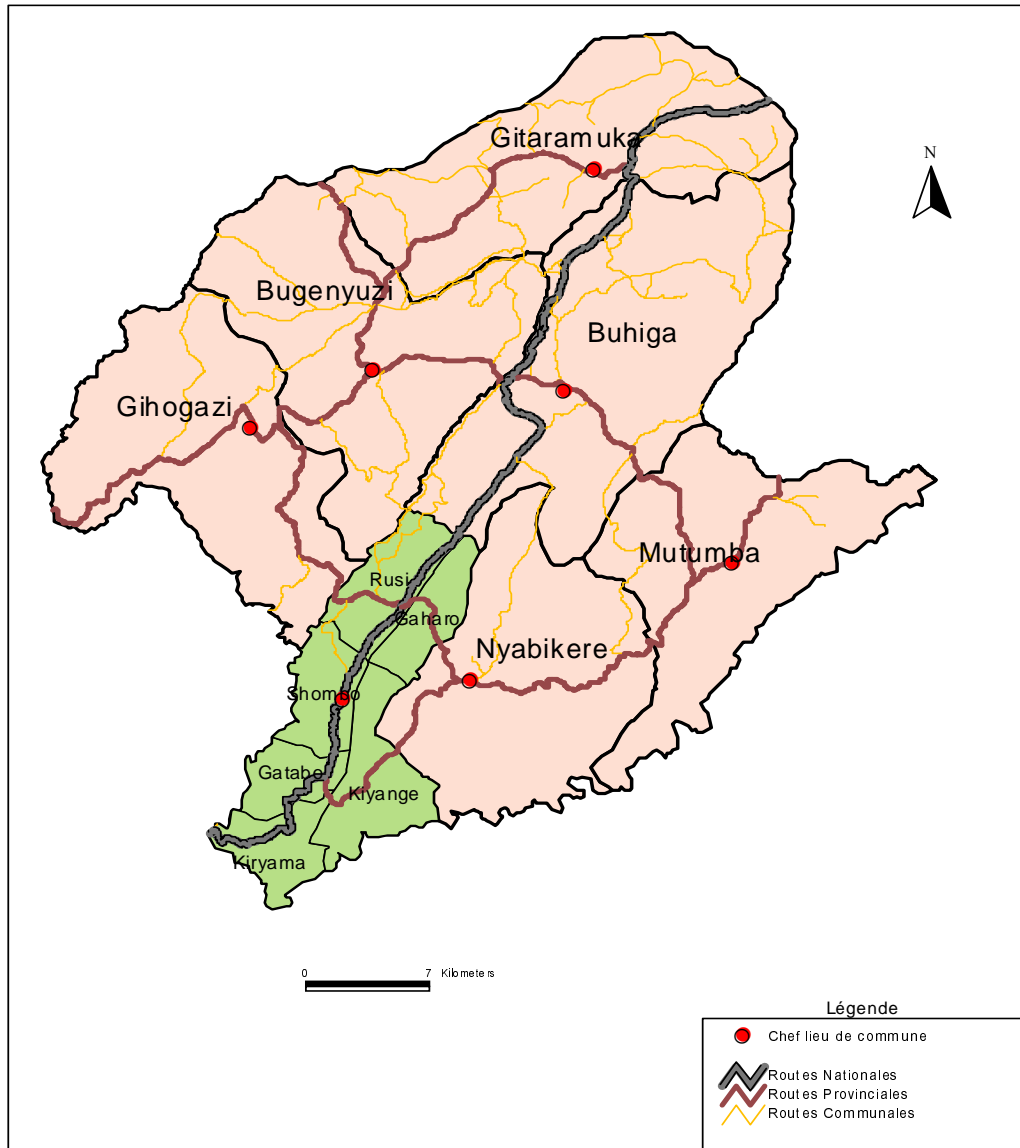 Gitaramuka
N
Bugenyuzi
Buhiga
Gihogazi
Mutumba
Rusi
Gaharo
Nyabikere
Shombo
Gatabo
Kiyange
Kiryama
0 7 Kilometers
Légende
Chef lieu de commune
Routes Nationales
Routes Provinciales
Routes Communales